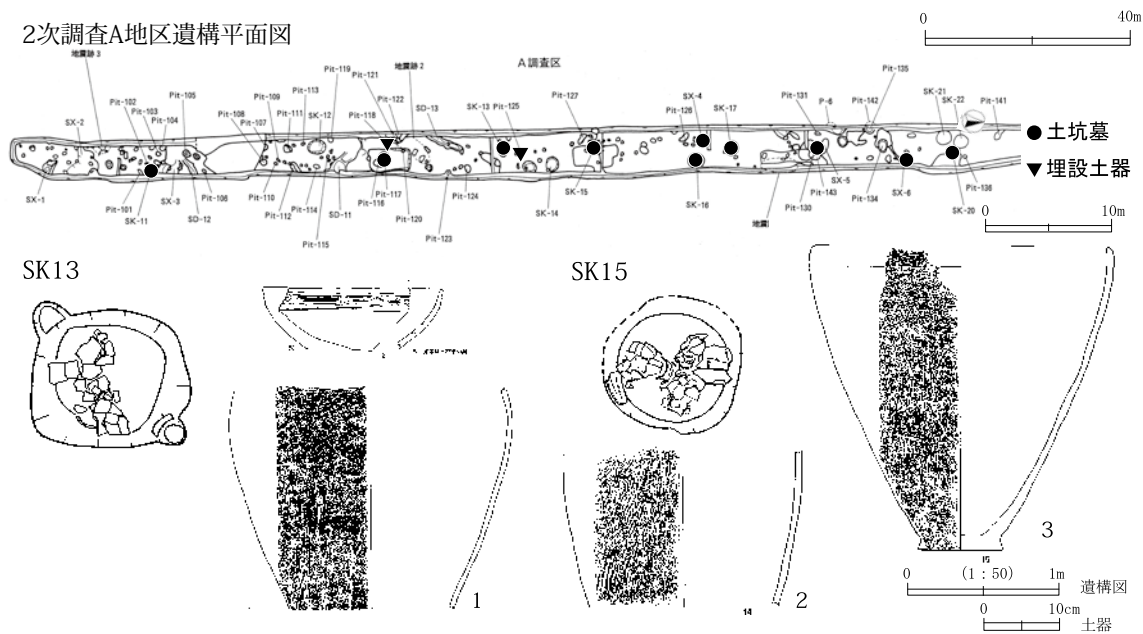 2次調査A地区遺構平面図
0 40m
A調査区
地震跡3
Pit-119
Pit-121
地震跡2
Pit-135
Pit-102
Pit-105
Pit-109
Pit-113
Pit-122
SD-13
SK-13
Pit-125
Pit-127
SX-4
SK-17
Pit-131
P-6
Pit-142
SK-21
SK-22
Pit-141
SX-2
Pit-103
Pit-104
Pit-108
Pit-107
Pit-111
SK-12
Pit-118
Pit-126
●土坑墓
▼埋設土器
SX-1
Pit-101
SK-11
SX-3
SD-12
Pit-106
Pit-110
Pit-112
Pit-114
Pit-115
SD-11
Pit-116
Pit-117
Pit-120
Pit-123
Pit-124
SK-14
SK-15
SK-16
地震1
Pit-130
Pit-143
SX-5
Pit-134
SX-6
SK-20
Pit-136
0 10m
SK13
SK15
1
14
2
15
3
0 (1：50) 1m 遺構図
0 10cm 土器